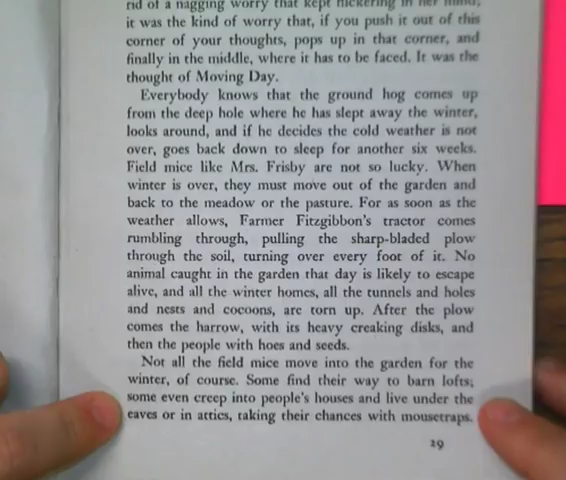 rid of a nagging worry that kept flickering in her mind;
it was the kind of worry that, if you push it out of this
corner of your thoughts, pops up in that corner, and
finally in the middle, where it has to be faced. It was the
thought of Moving Day.
Everybody knows that the ground hog comes up
from the deep hole where he has slept away the winter,
looks around, and if he decides the cold weather is not
over, goes back down to sleep for another six weeks.
Field mice like Mrs. Frisby are not so lucky. When
winter is over, they must move out of the garden and
back to the meadow or the pasture. For as soon as the
weather allows, Farmer Fitzgibbon's tractor comes
rumbling through, pulling the sharp-bladed plow
through the soil, turning over every foot of it. No
animal caught in the garden that day is likely to escape
alive, and all the winter homes, all the tunnels and holes
and nests and cocoons, are torn up. After the plow
comes the harrow, with its heavy creaking disks, and
then the people with hoes and seeds.
Not all the field mice move into the garden for the
winter, of course. Some find their way to barn lofts;
some even creep into people's houses and live under the
eaves or in attics, taking their chances with mousetraps.
29